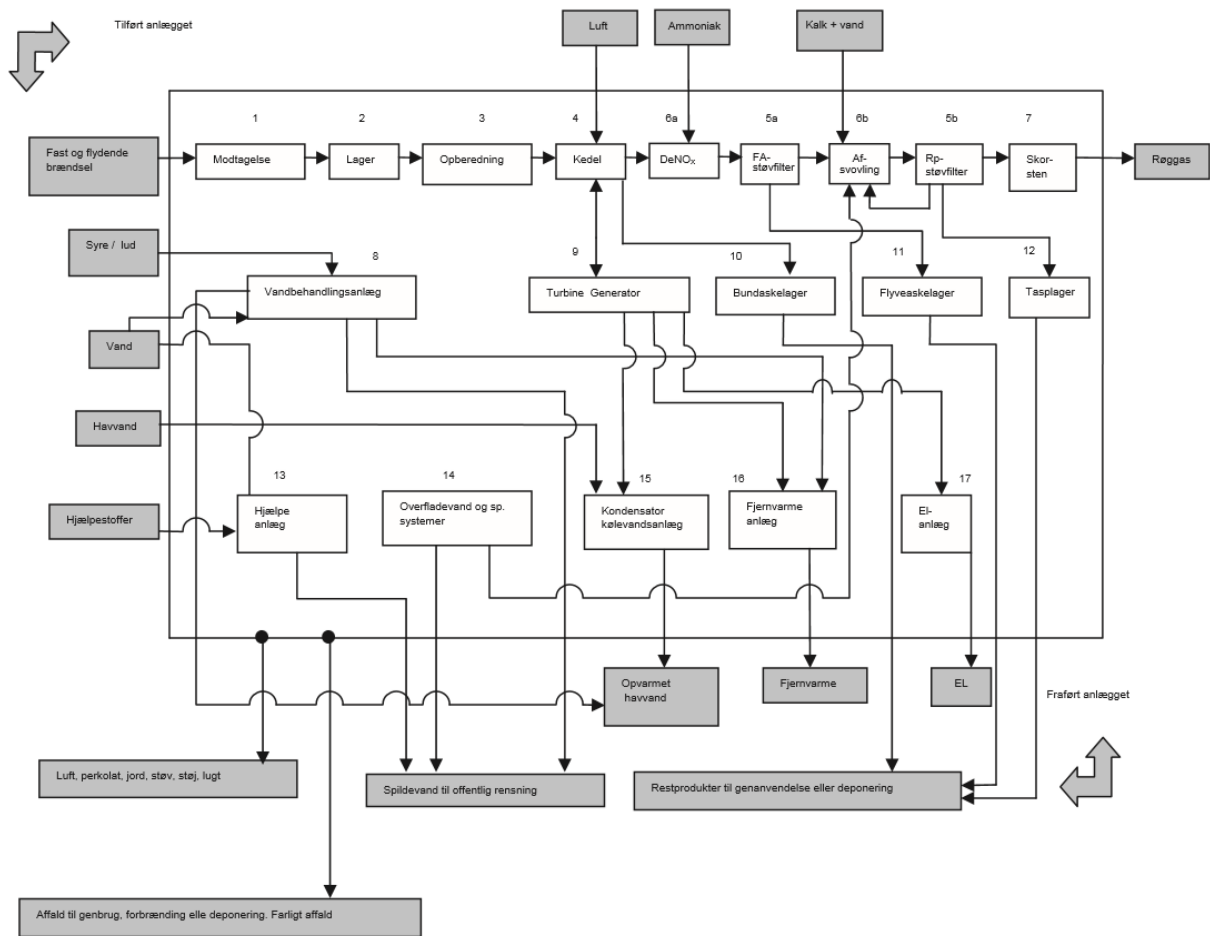 Tilført anlægget
Luft
Ammoniak
Kalk + vand
1
2
3
4
6a
5a
6b
5b
7
Fast og flydende
brændsel
Modtagelse
Lager
Opberedning
Kedel
DeNOx
FA-
støvfilter
Af-
svovling
Rp-
støvfilter
Skor-
sten
Røggas
Syre / lud
8
9
10
11
12
Vandbehandlingsanlæg
Turbine Generator
Bundaskelager
Flyveaskelager
Tasplager
Vand
Havvand
13
14
15
16
17
Hjælpestoffer
Hjælpe
anlæg
Overfladevand og sp.
systemer
Kondensator
kølevandsanlæg
Fjernvarme
anlæg
El-
anlæg
Opvarmet
havvand
Fjernvarme
EL
Fraført anlægget
Luft, perkolat, jord, støv, støj, lugt
Spildevand til offentlig rensning
Restprodukter til genanvendelse eller deponering
Affald til genbrug, forbrænding elle deponering. Farligt affald